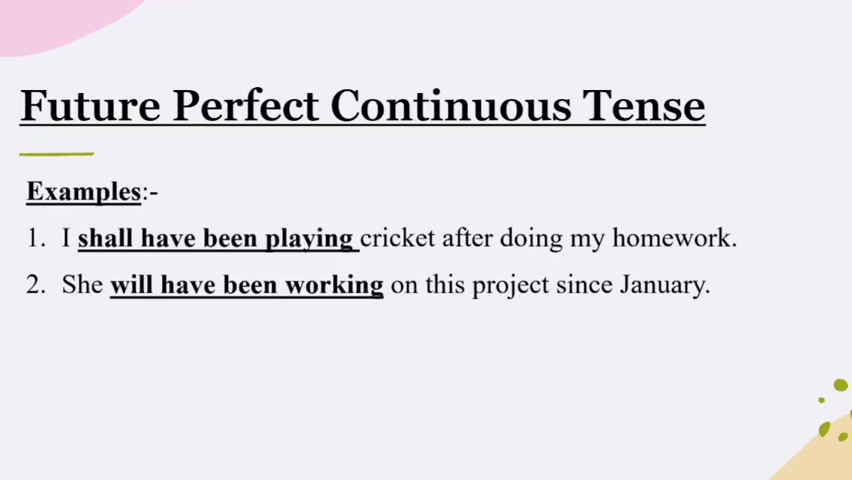 Future Perfect Continuous Tense
Examples:-
1. I shall have been playing cricket after doing my homework.
2. She will have been working on this project since January.